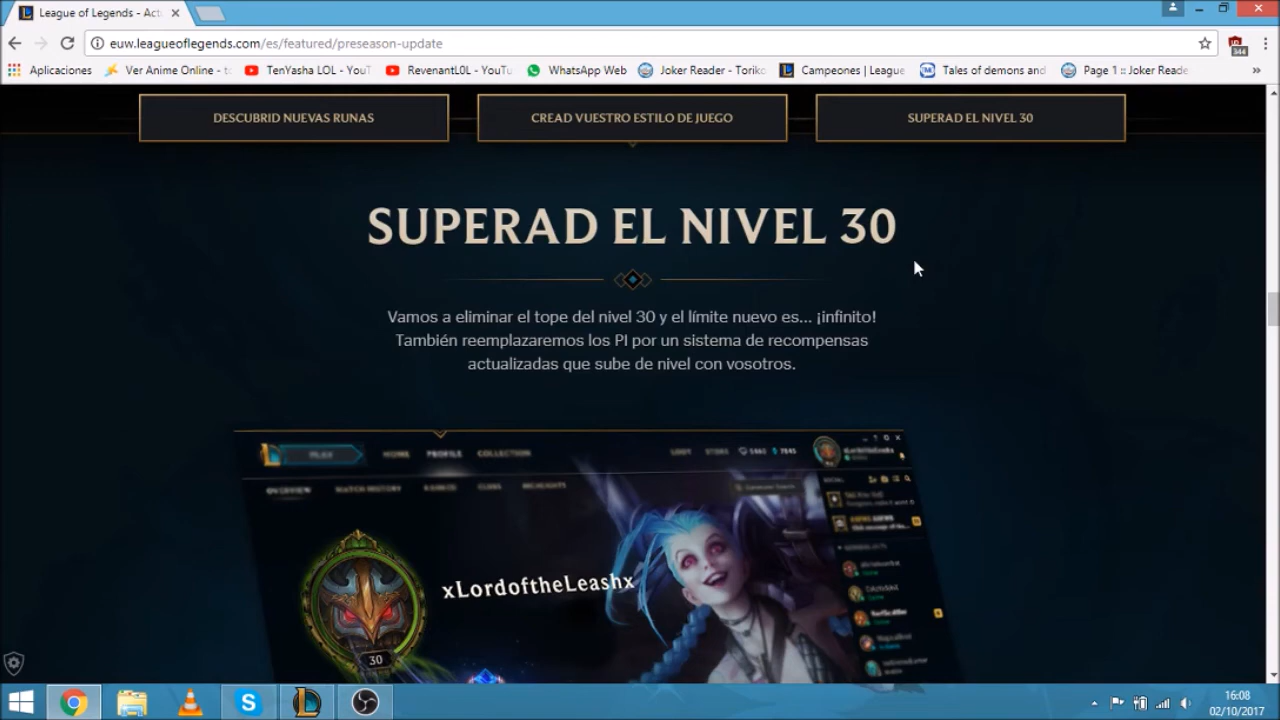 League of Legends - Act
euw.leagueoflegends.com/es/featured/preseason-update
344
Aplicaciones
Ver Anime Online - to
TenYasha LOL - YouT
RevenantL0L - YouTu
WhatsApp Web
Joker Reader - Toriko
Campeones | League
Tales of demons and
Page 1 :: Joker Reade
»
DESCUBRID NUEVAS RUNAS
CREAD VUESTRO ESTILO DE JUEGO
SUPERAD EL NIVEL 30
SUPERAD EL NIVEL 30
Vamos a eliminar el tope del nivel 30 y el límite nuevo es... ¡infinito!
También reemplazaremos los PI por un sistema de recompensas
actualizadas que sube de nivel con vosotros.
PLAY
HOME
PROFILE
COLLECTION
LOOT
STORE
7845
OVERVIEW
MATCH HISTORY
RANKED
CLUBS
HIGHLIGHTS
xLordoftheLeashx
30
16:08
02/10/2017